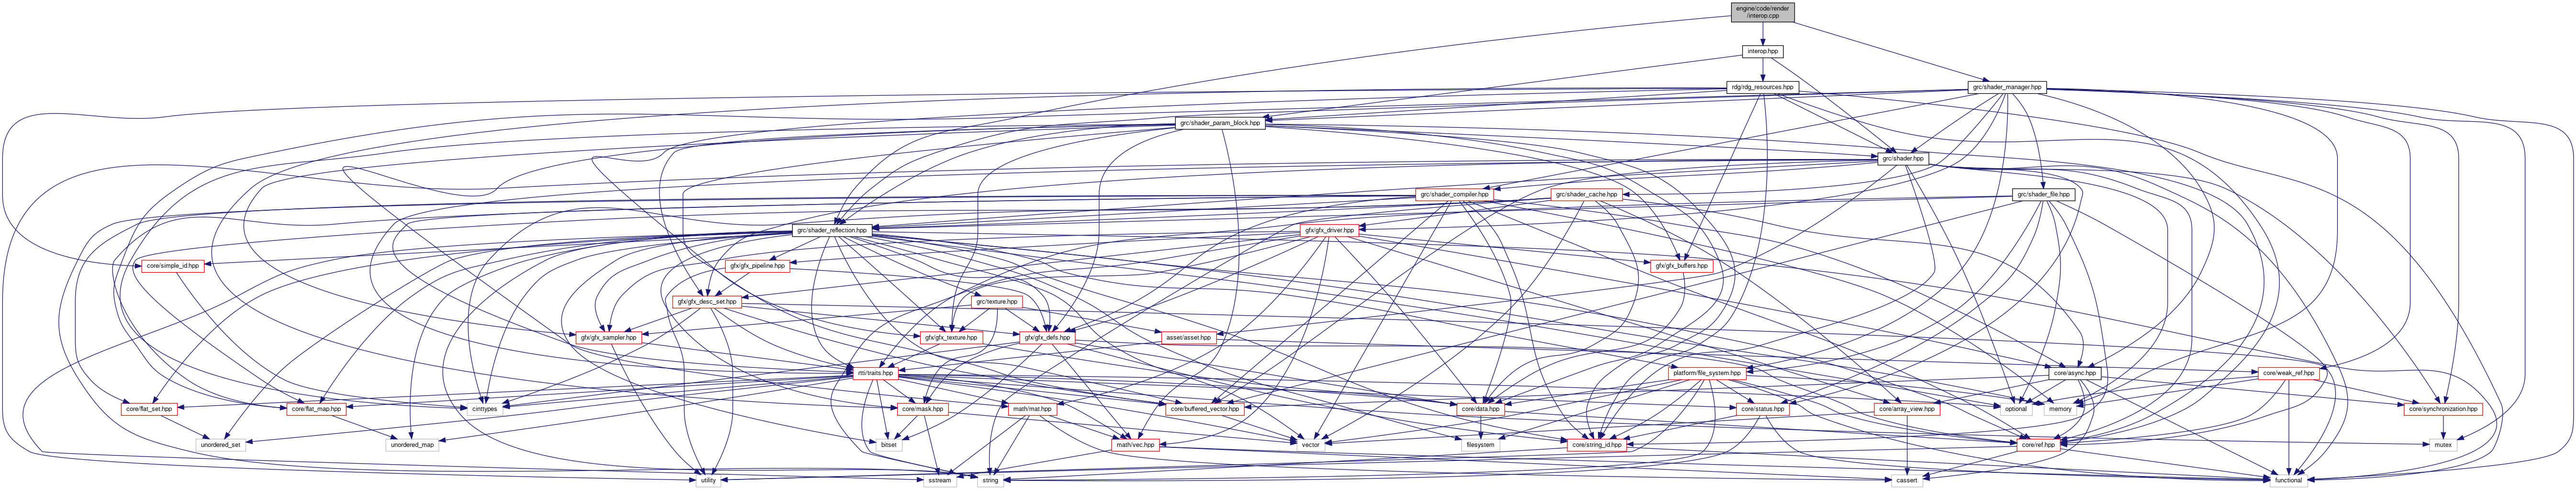 engine/code/render
/interop.cpp
interop.hpp
rdg/rdg_resources.hpp
grc/shader_manager.hpp
grc/shader_param_block.hpp
grc/shader.hpp
grc/shader_compiler.hpp
grc/shader_cache.hpp
grc/shader_file.hpp
grc/shader_reflection.hpp
gfx/gfx_driver.hpp
core/simple_id.hpp
gfx/gfx_pipeline.hpp
gfx/gfx_buffers.hpp
gfx/gfx_desc_set.hpp
grc/texture.hpp
gfx/gfx_sampler.hpp
gfx/gfx_texture.hpp
gfx/gfx_defs.hpp
asset/asset.hpp
rtti/traits.hpp
platform/file_system.hpp
core/async.hpp
core/weak_ref.hpp
core/flat_set.hpp
core/flat_map.hpp
cinttypes
core/mask.hpp
math/mat.hpp
core/buffered_vector.hpp
core/data.hpp
core/status.hpp
core/array_view.hpp
optional
memory
core/synchronization.hpp
unordered_set
unordered_map
bitset
math/vec.hpp
vector
filesystem
core/string_id.hpp
core/ref.hpp
mutex
utility
sstream
string
cassert
functional